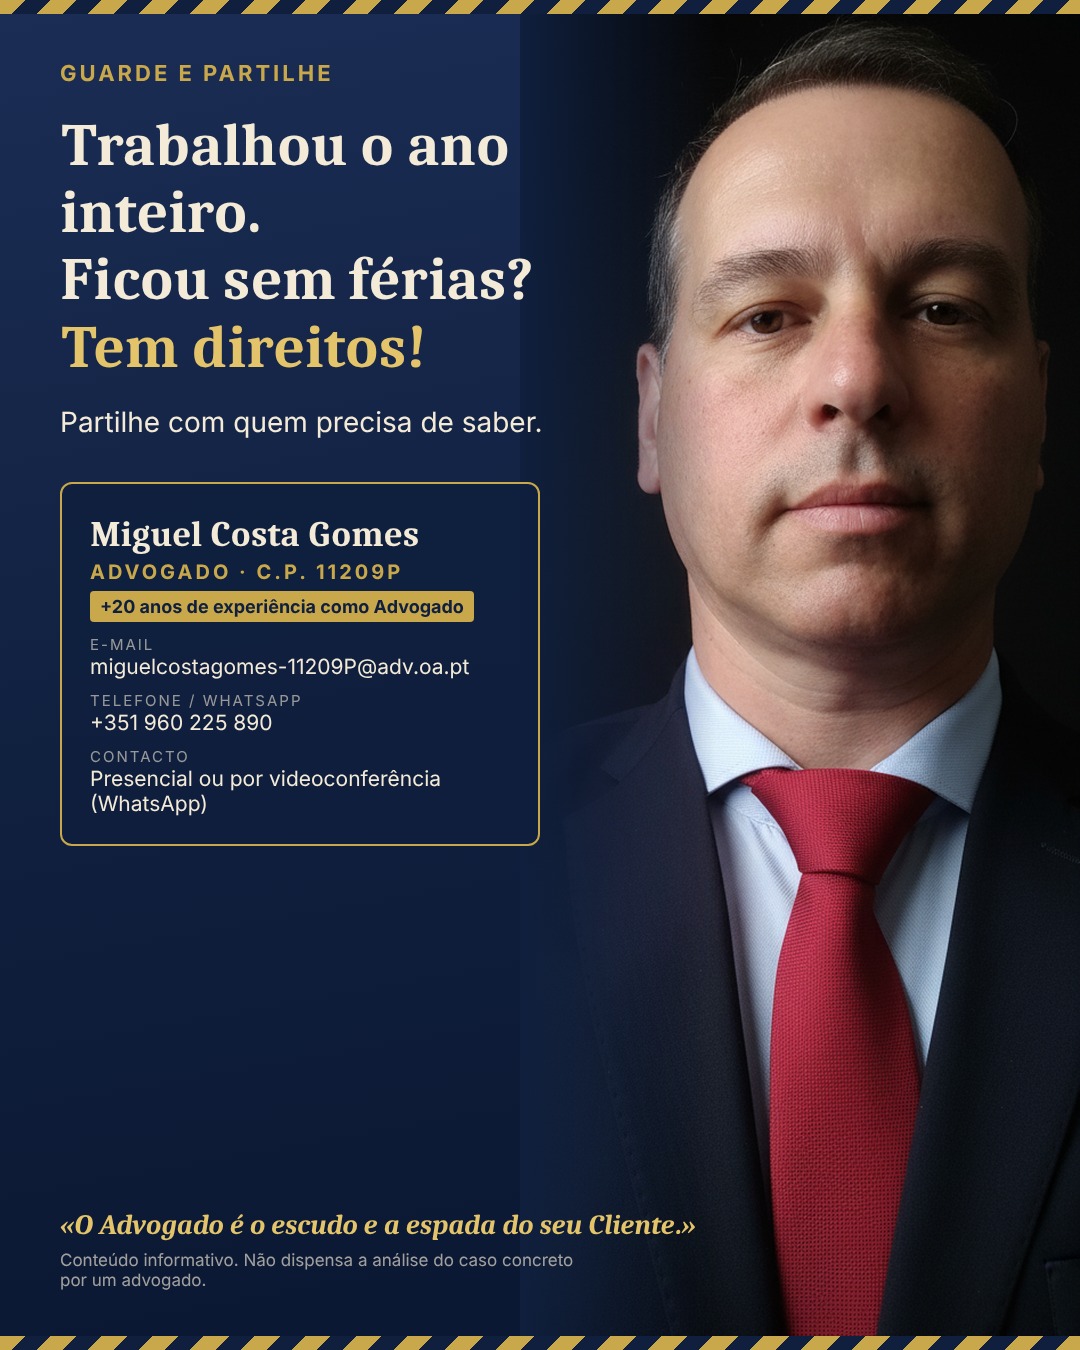 GUARDE E PARTILHE
Trabalhou o ano
inteiro.
Ficou sem férias?
Tem direitos!
Partilhe com quem precisa de saber.
Miguel Costa Gomes
ADVOGADO · C.P. 11209P
+20 anos de experiência como Advogado
E-MAIL
miguelcostagomes-11209P@adv.oa.pt
TELEFONE / WHATSAPP
+351 960 225 890
CONTACTO
Presencial ou por videoconferência
(WhatsApp)
«O Advogado é o escudo e a espada do seu Cliente.»
Conteúdo informativo. Não dispensa a análise do caso concreto
por um advogado.